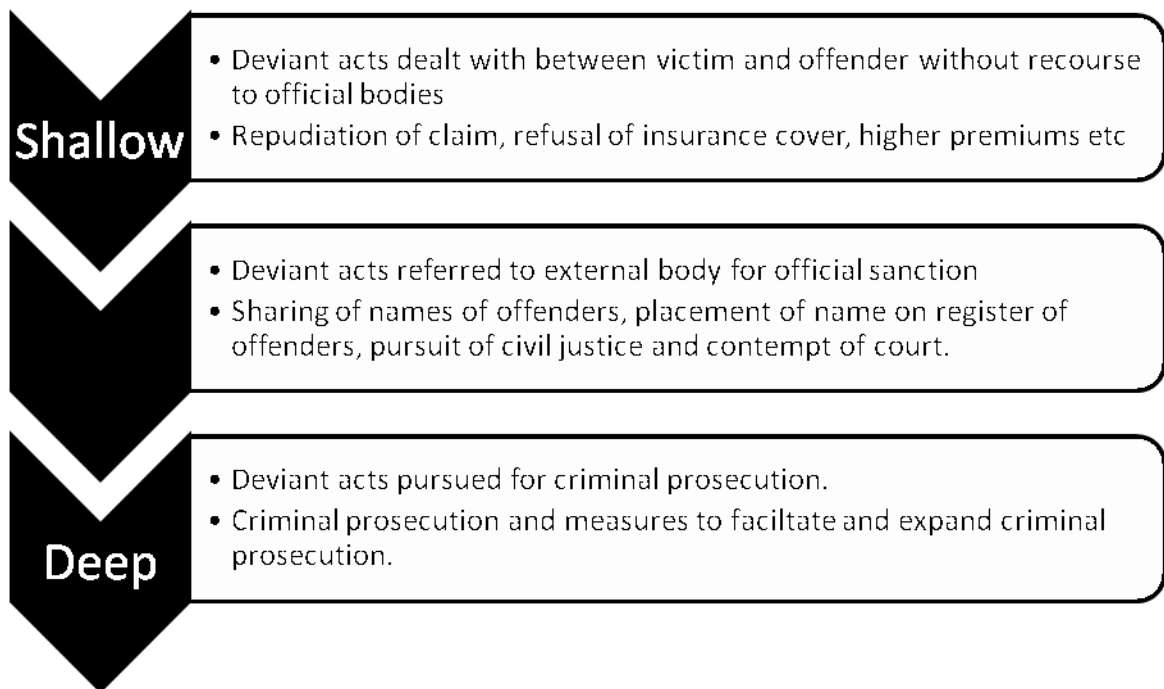 Shallow
• Deviant acts dealt with between victim and offender without recourse
to official bodies
• Repudiation of claim, refusal of insurance cover, higher premiums etc
• Deviant acts referred to external body for official sanction
• Sharing of names of offenders, placement of name on register of
offenders, pursuit of civil justice and contempt of court.
Deep
• Deviant acts pursued for criminal prosecution.
• Criminal prosecution and measures to faciltate and expand criminal
prosecution.